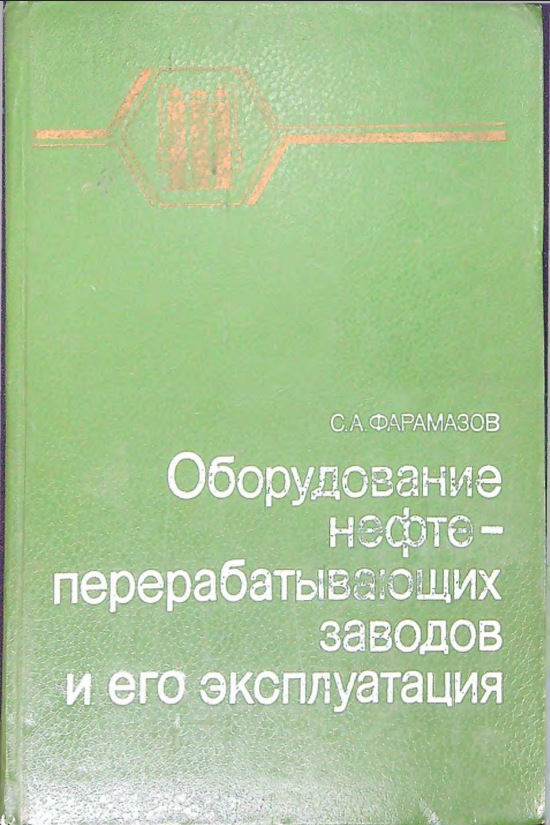 С.А.ФАРАМАЗОВ
Оборудование
нефте-
перерабатывающих
заводов
и его эксплуатация